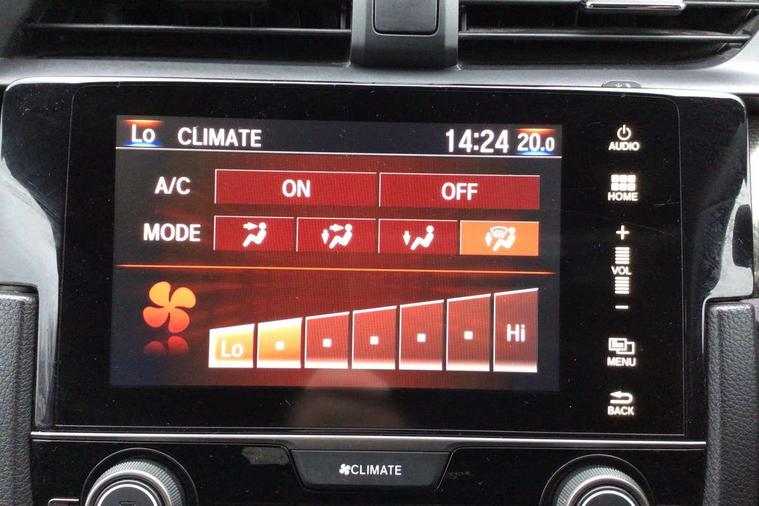 Lo CLIMATE 14:24 20.0
A/C ON OFF
MODE
Lo Hi
AUDIO
HOME
+
VOL
−
MENU
BACK
CLIMATE